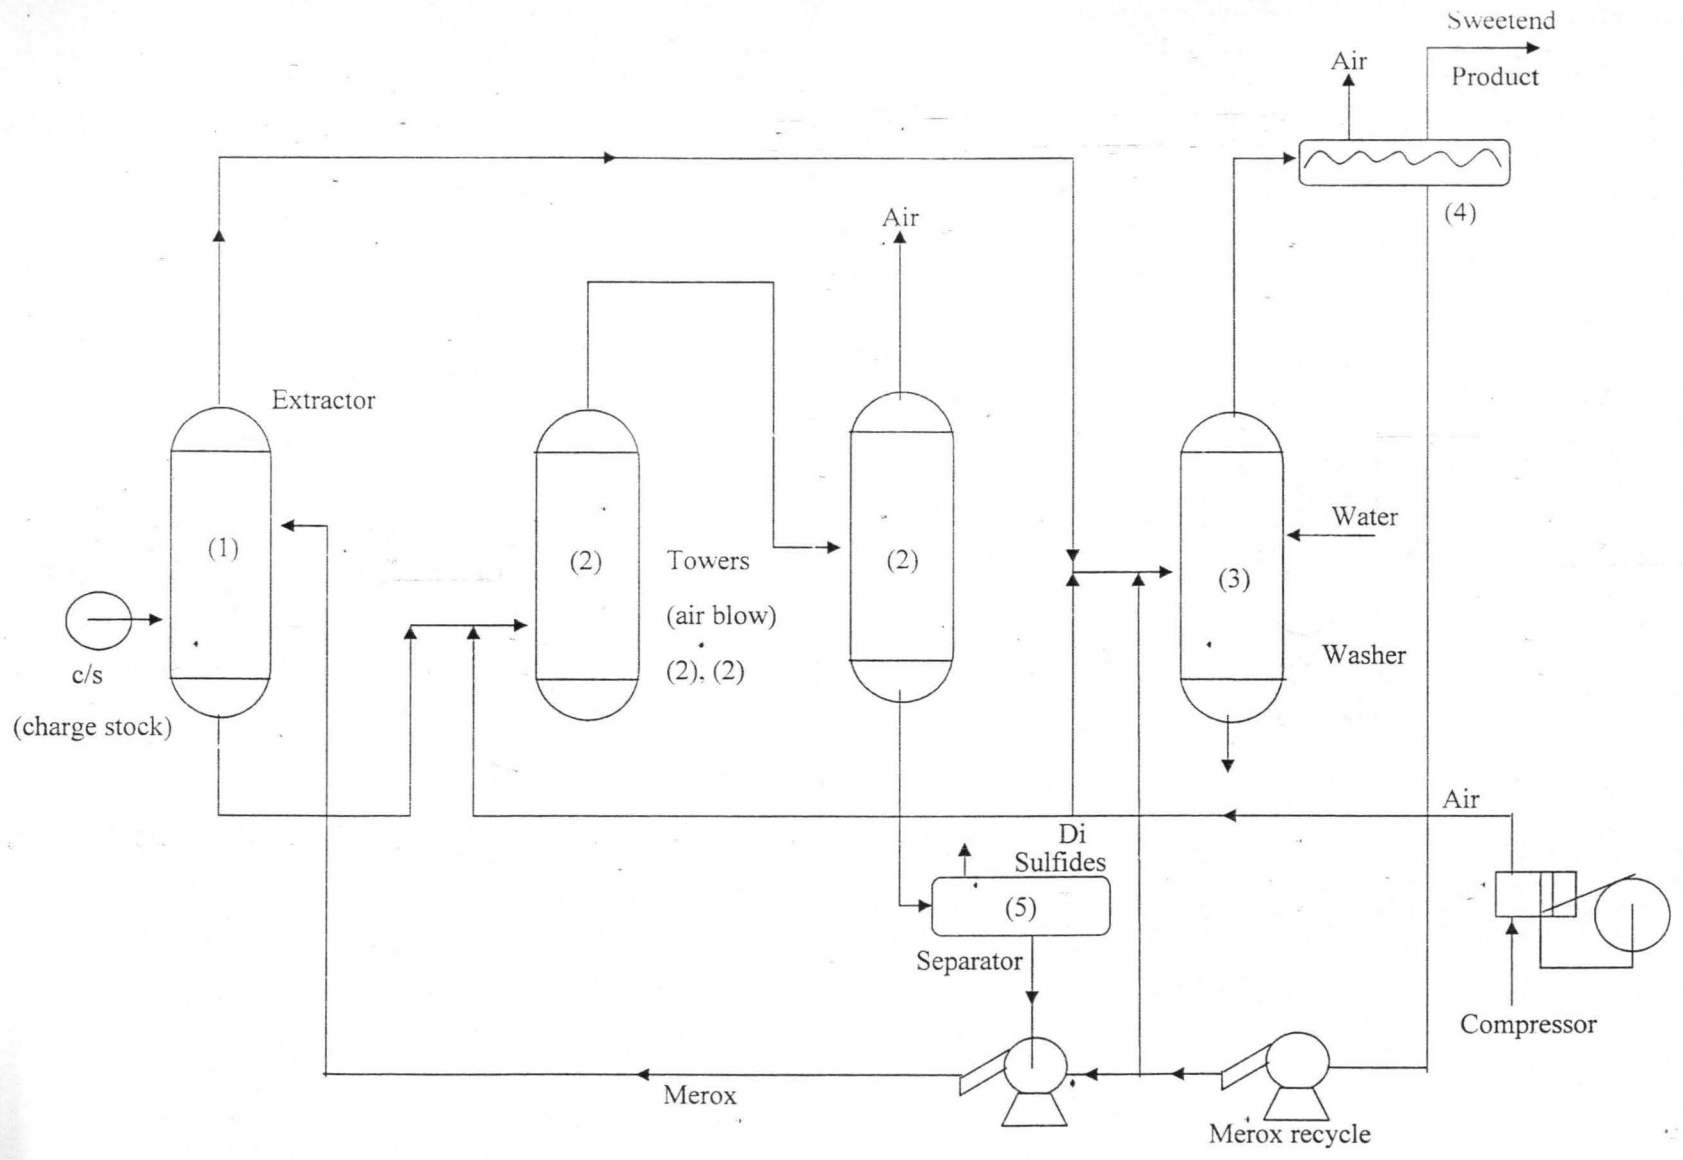 Sweetend
Air
Product
(4)
Air
Extractor
(1)
(2)
Towers
(2)
Water
(3)
(air blow)
c/s
(2), (2)
Washer
(charge stock)
Air
Di
Sulfides
(5)
Separator
Compressor
Merox
Merox recycle